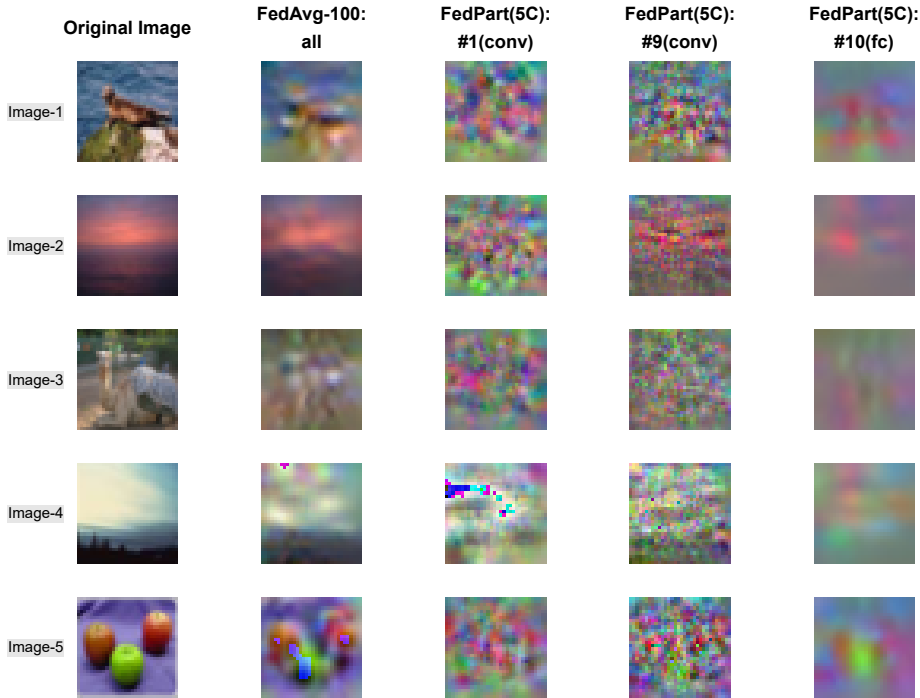 Original Image
FedAvg-100:
all
FedPart(5C):
#1(conv)
FedPart(5C):
#9(conv)
FedPart(5C):
#10(fc)
Image-1
Image-2
Image-3
Image-4
Image-5